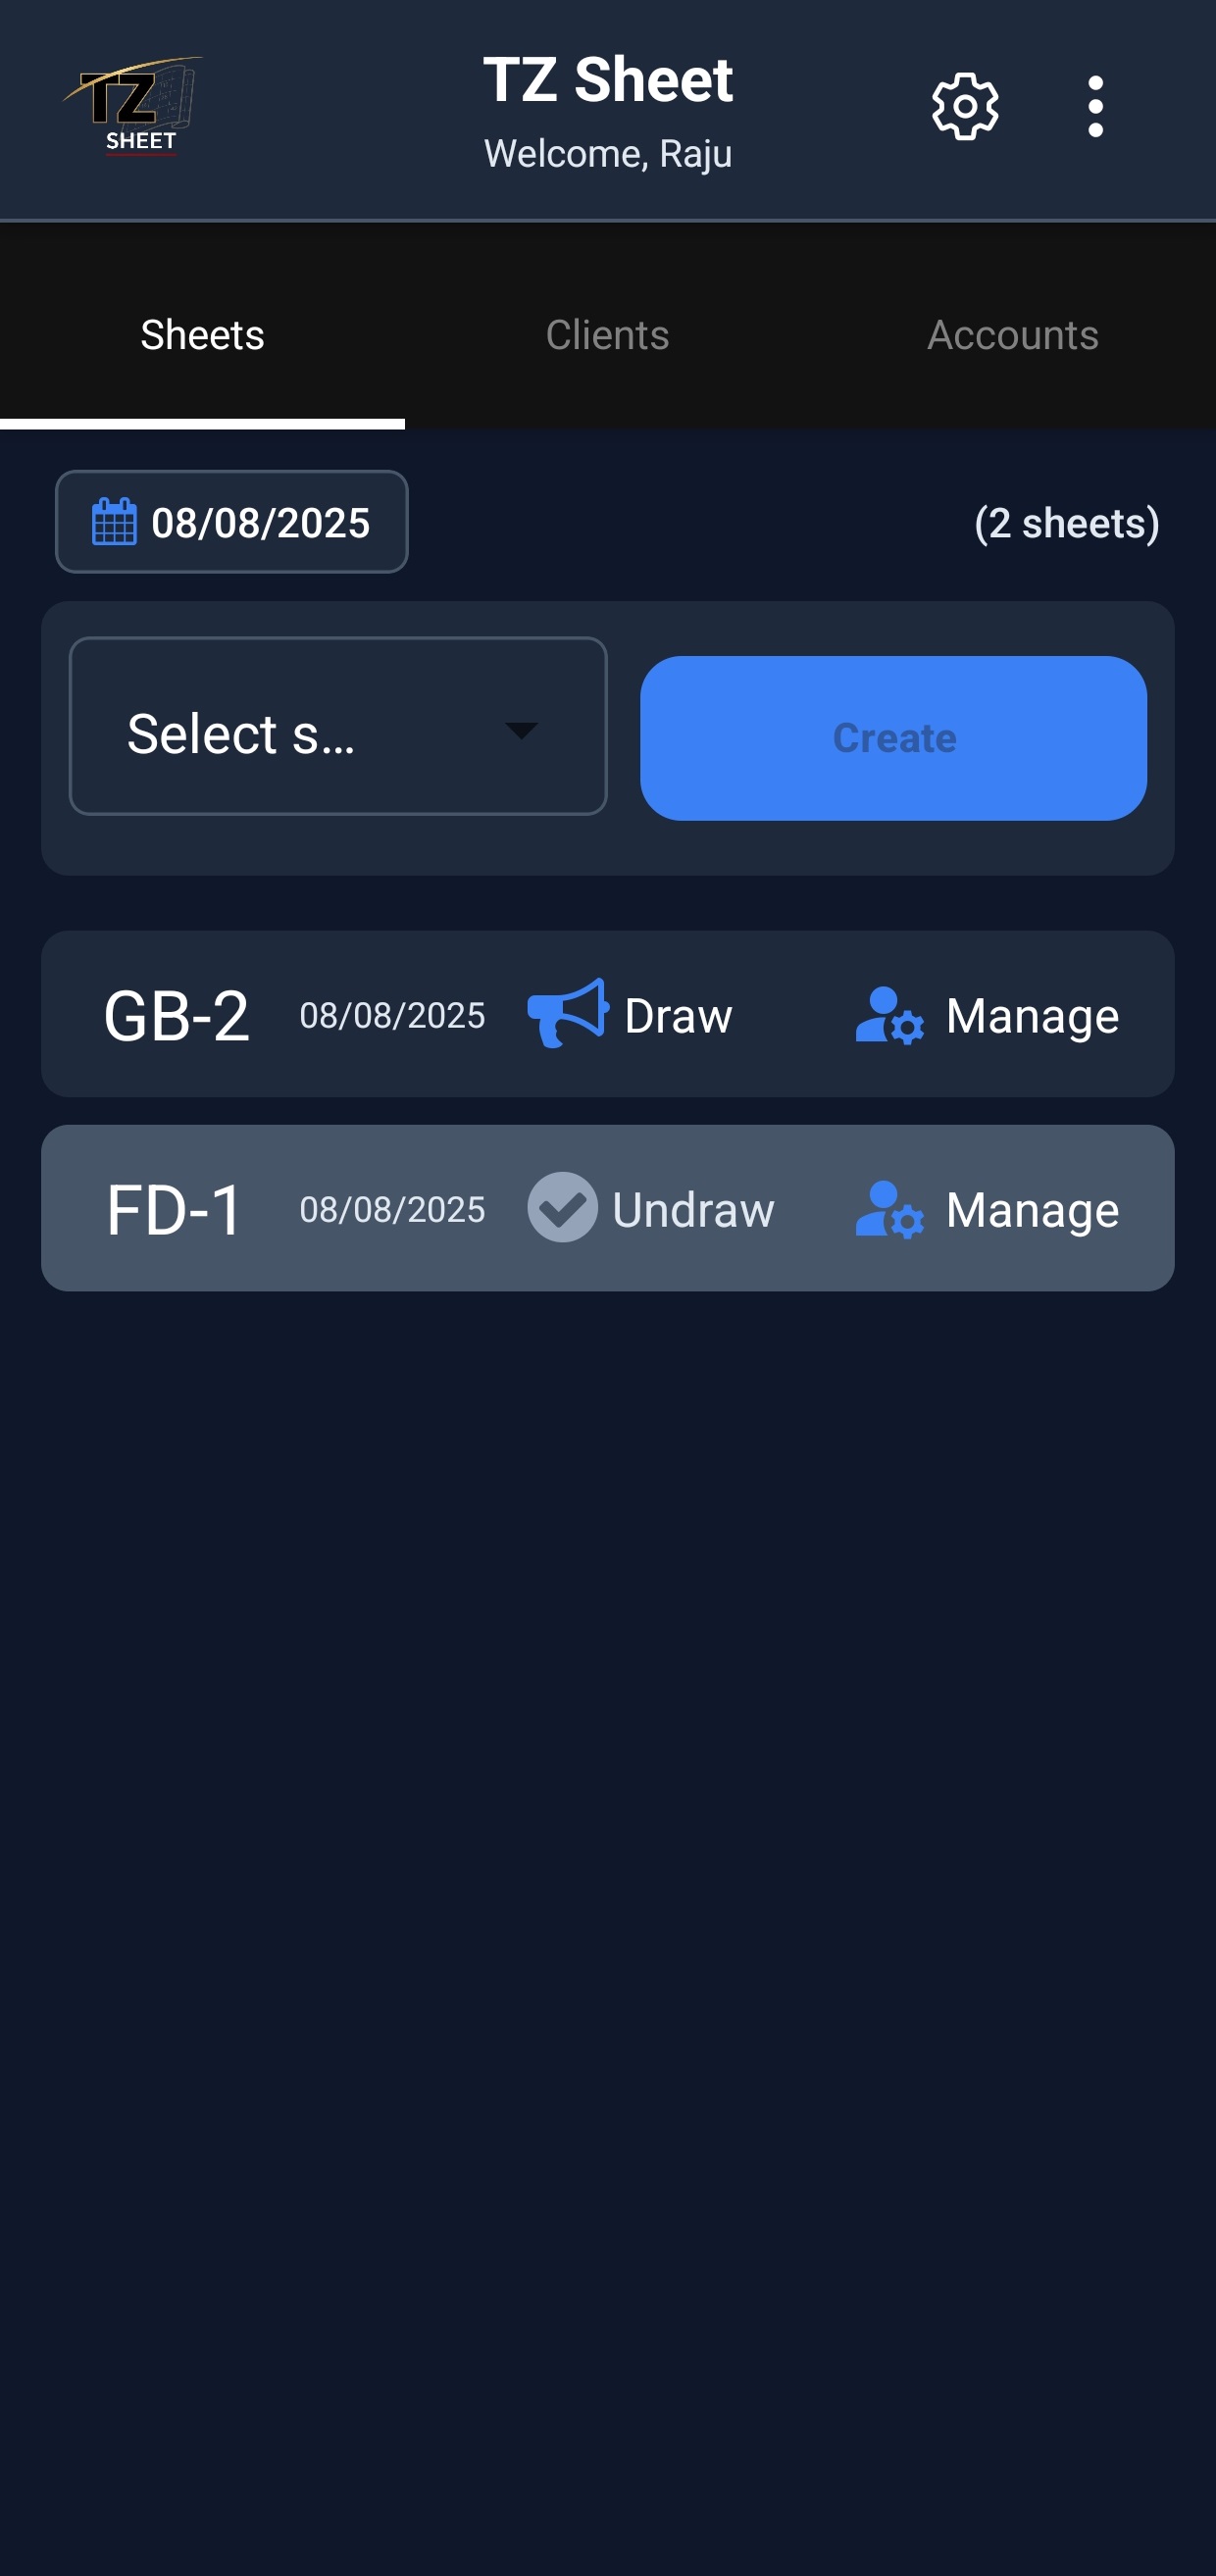 TZ
SHEET
TZ Sheet
Welcome, Raju
Sheets Clients Accounts
08/08/2025 (2 sheets)
Select s... Create
GB-2 08/08/2025 Draw Manage
FD-1 08/08/2025 Undraw Manage